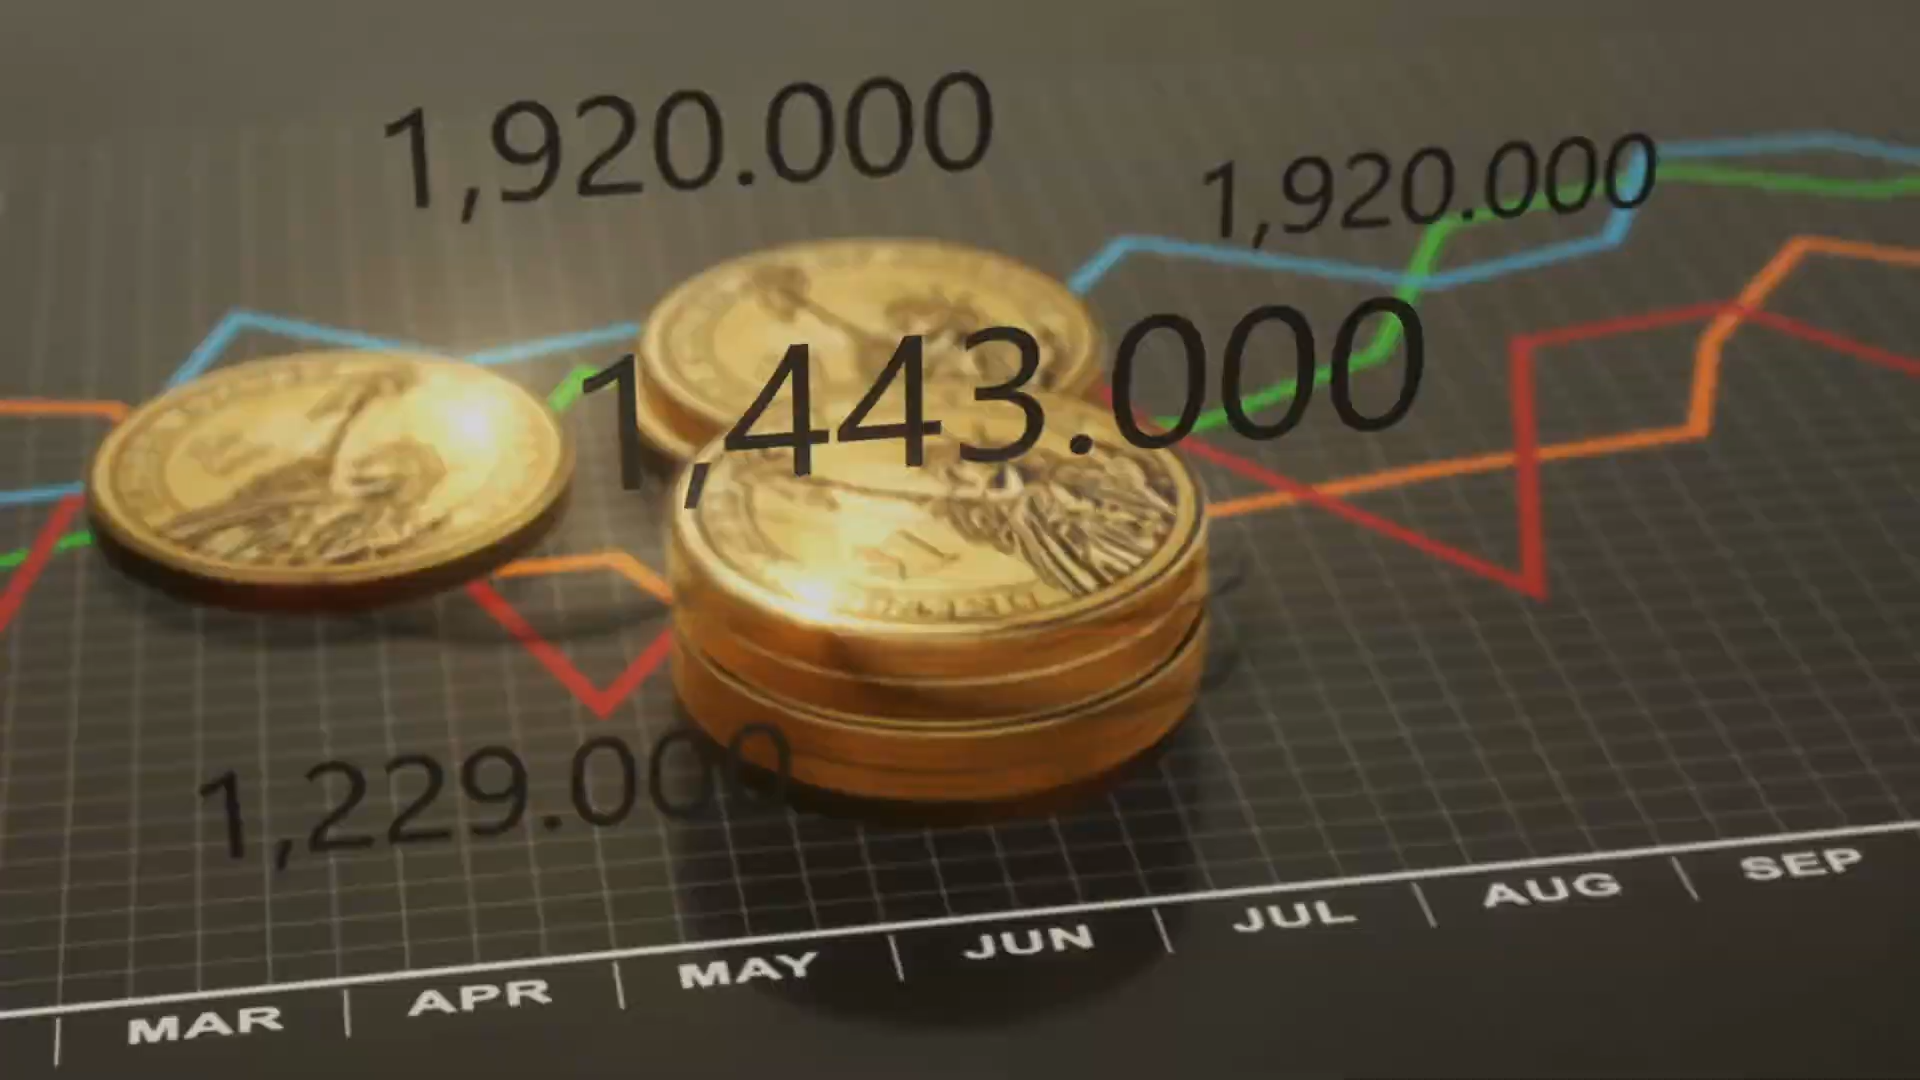 1,920.000
1,920.000
1,443.000
1,229.000
MAR | APR | MAY | JUN | JUL | AUG | SEP